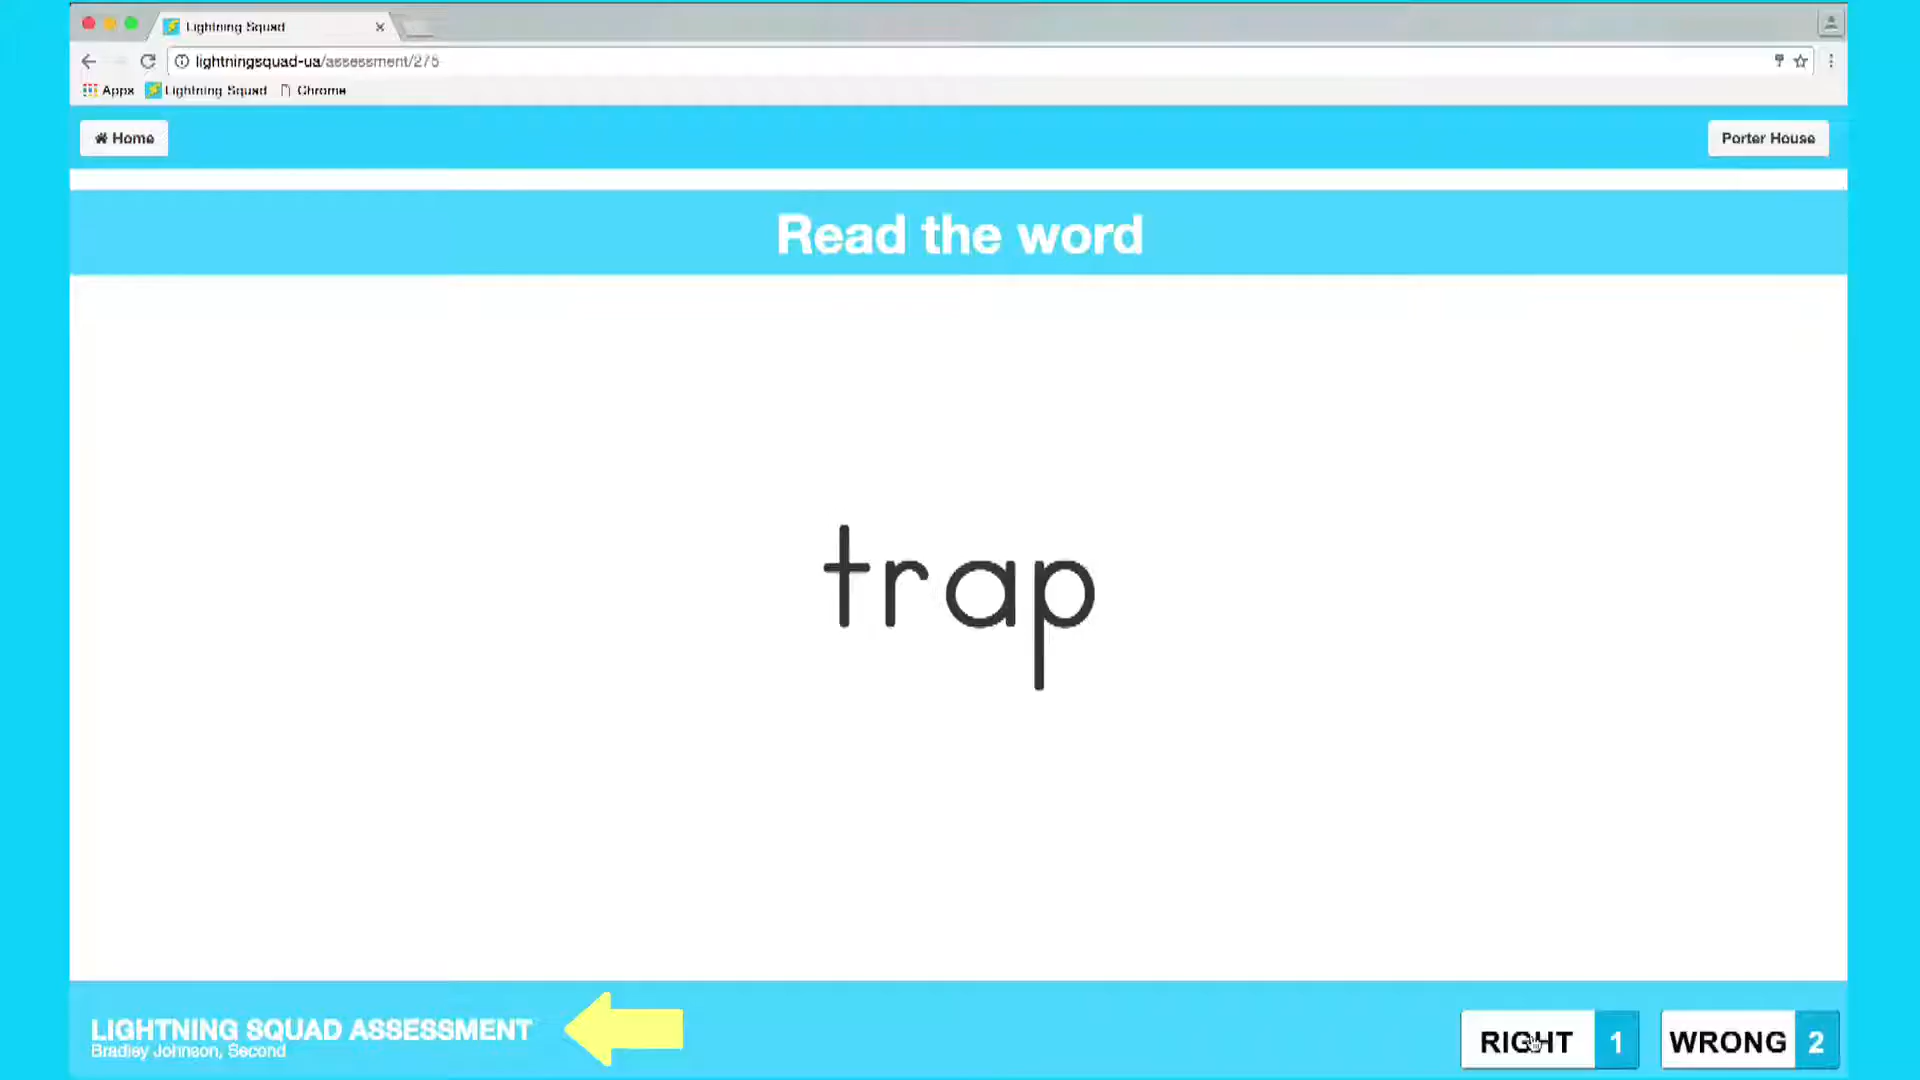 Lightning Squad
lightningsquad-ua/assessment/275
Apps Lightning Squad Chrome
Home Porter House
Read the word
trap
LIGHTNING SQUAD ASSESSMENT
Bradley Johnson, Second
RIGHT 1 WRONG 2